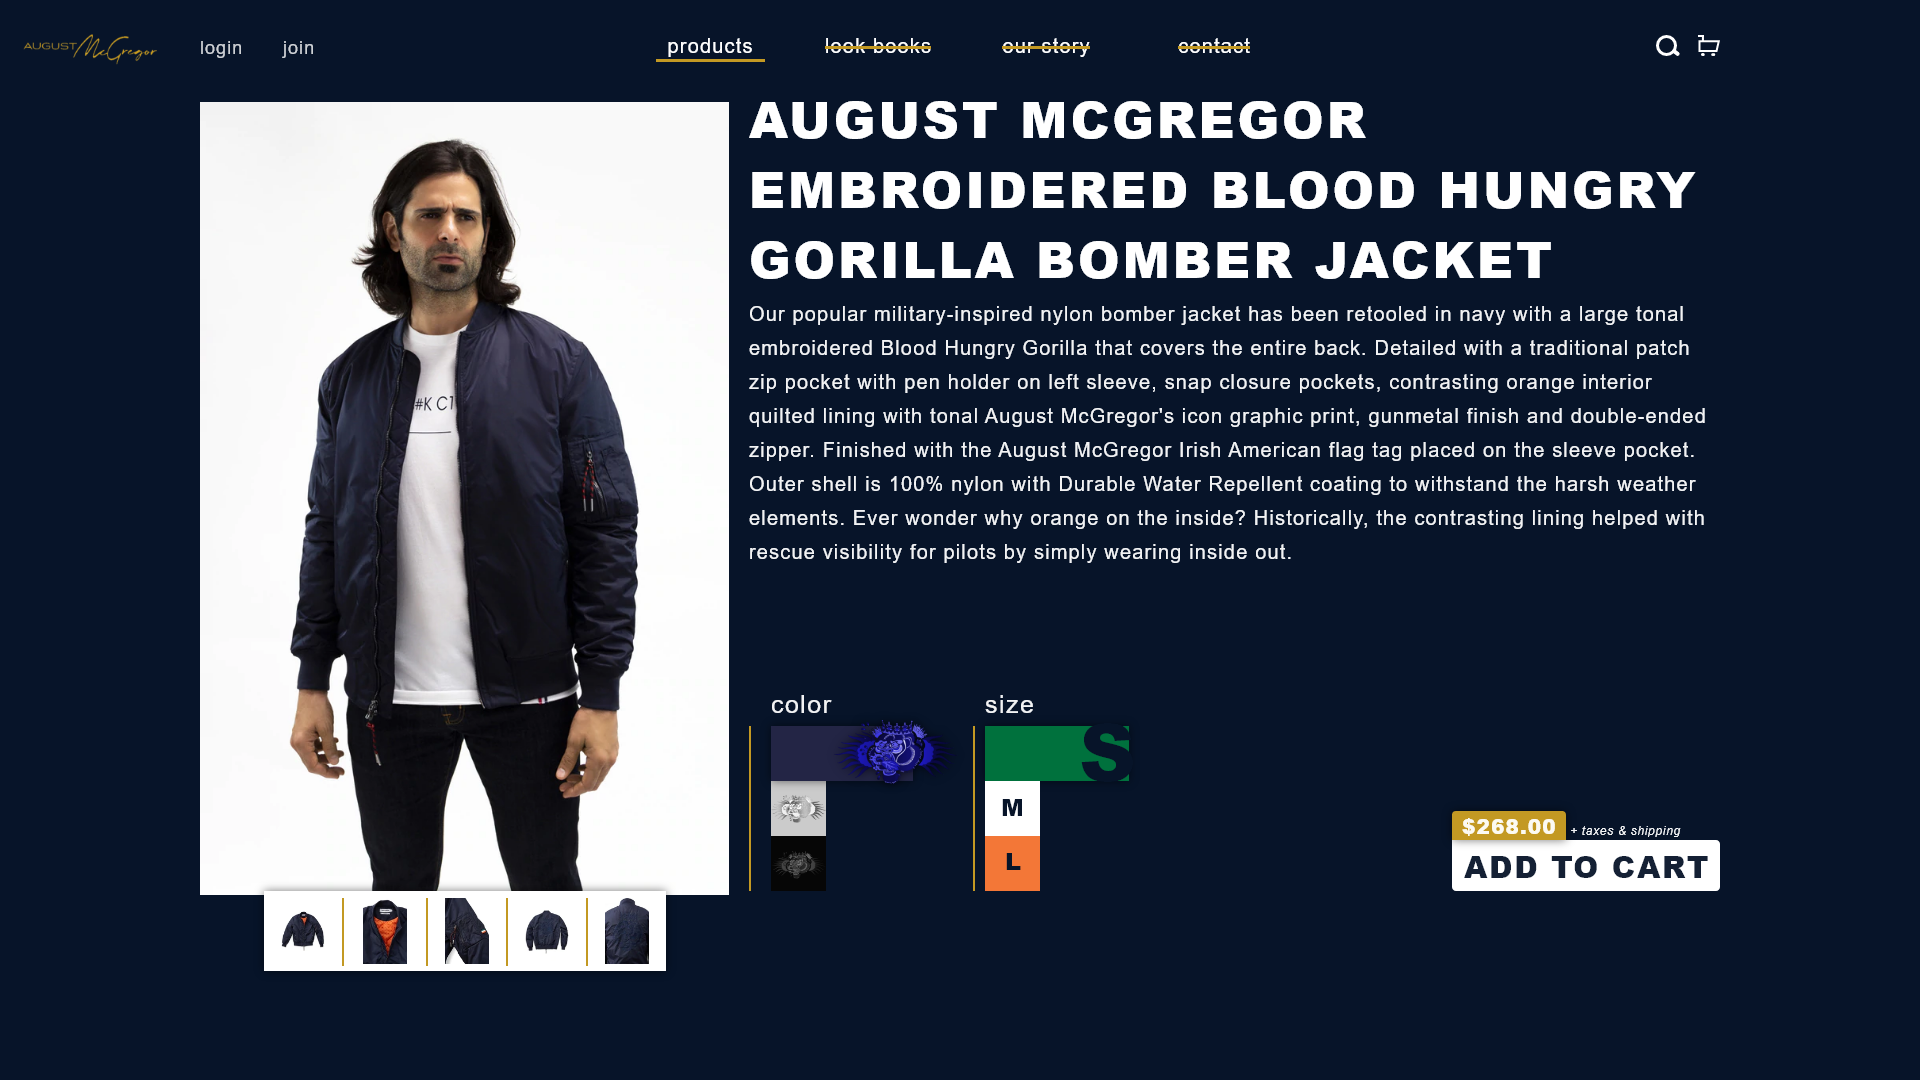 AUGUST McGregor
login
join
products
look books
our story
contact
AUGUST MCGREGOR
EMBROIDERED BLOOD HUNGRY
GORILLA BOMBER JACKET
Our popular military-inspired nylon bomber jacket has been retooled in navy with a large tonal
embroidered Blood Hungry Gorilla that covers the entire back. Detailed with a traditional patch
zip pocket with pen holder on left sleeve, snap closure pockets, contrasting orange interior
quilted lining with tonal August McGregor's icon graphic print, gunmetal finish and double-ended
zipper. Finished with the August McGregor Irish American flag tag placed on the sleeve pocket.
Outer shell is 100% nylon with Durable Water Repellent coating to withstand the harsh weather
elements. Ever wonder why orange on the inside? Historically, the contrasting lining helped with
rescue visibility for pilots by simply wearing inside out.
#K CT
color
size
S
M
L
$268.00 + taxes & shipping
ADD TO CART